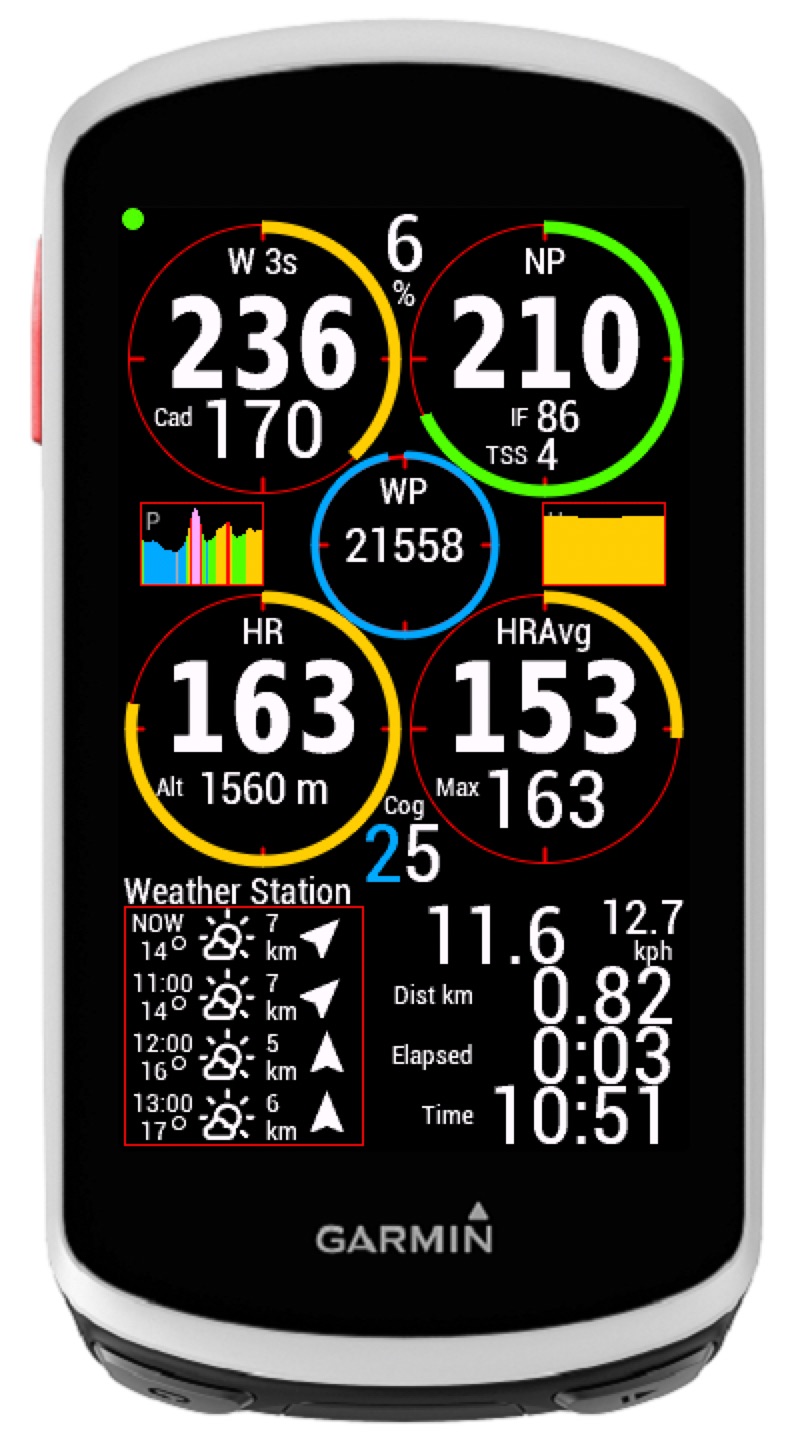 W 3s
236
Cad 170
6
%
NP
210
IF 86
TSS 4
P
WP
21558
HR
163
Alt 1560 m
HRAvg
153
Max 163
Cog
25
Weather Station
NOW 7
14° km
11:00 7
14° km
12:00 5
16° km
13:00 6
17° km
11.6 12.7
kph
Dist km 0.82
Elapsed 0:03
Time 10:51
GARMIN